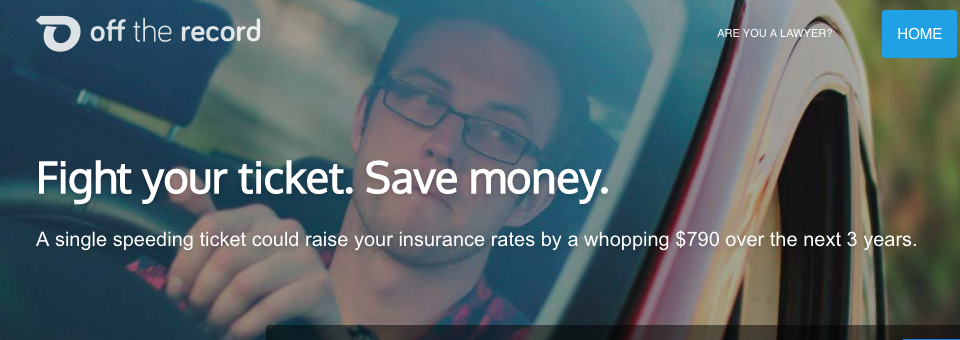 off the record
ARE YOU A LAWYER?
HOME
Fight your ticket. Save money.
A single speeding ticket could raise your insurance rates by a whopping $790 over the next 3 years.